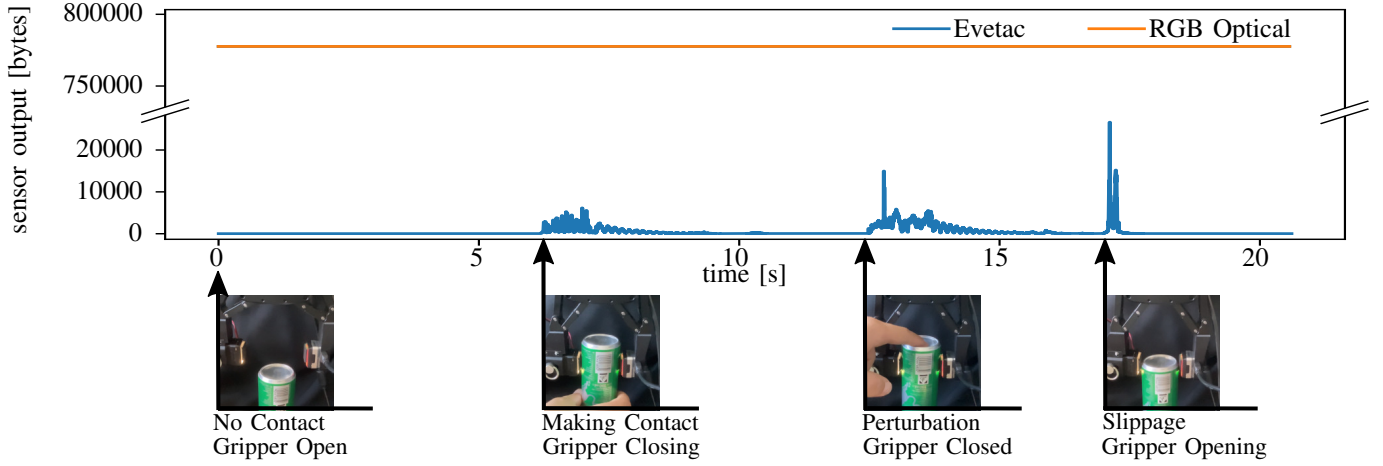 sensor output [bytes]
800000
750000
20000
10000
0
Evetac
RGB Optical
0
5
10
15
20
time [s]
No Contact
Gripper Open
Making Contact
Gripper Closing
Perturbation
Gripper Closed
Slippage
Gripper Opening